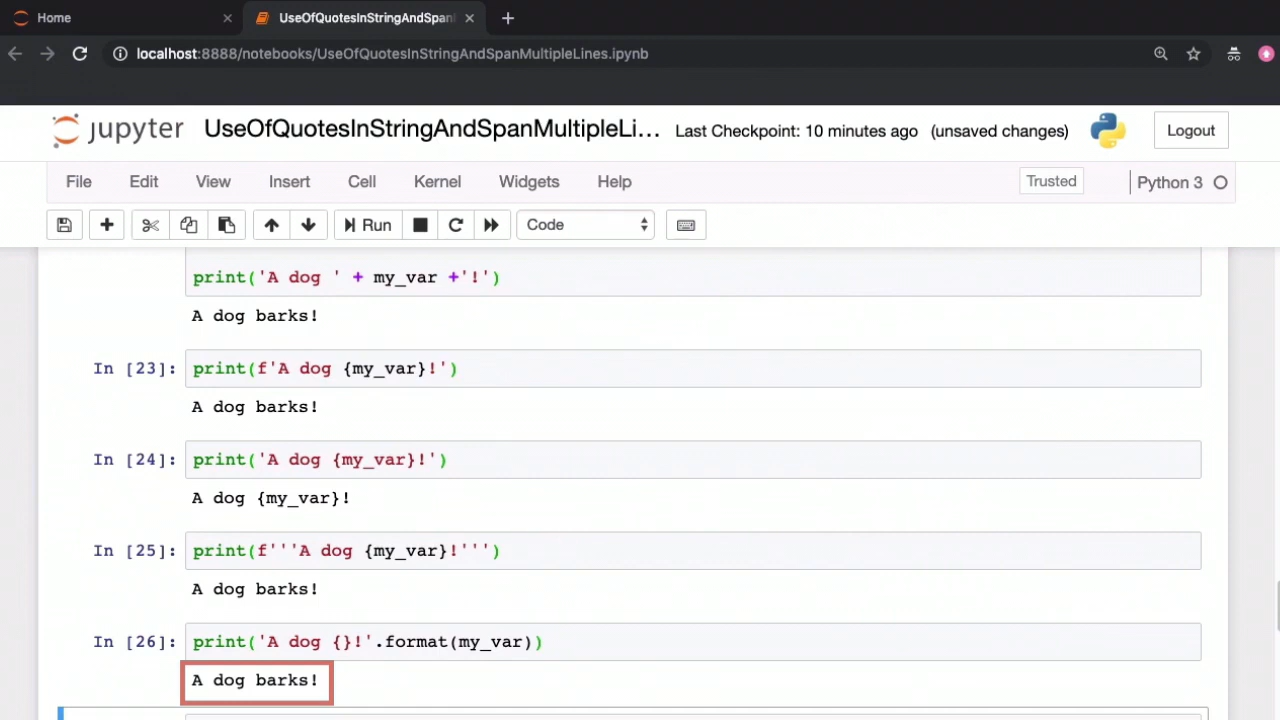 Home
UseOfQuotesInStringAndSpan
localhost:8888/notebooks/UseOfQuotesInStringAndSpanMultipleLines.ipynb
jupyter UseOfQuotesInStringAndSpanMultipleLi... Last Checkpoint: 10 minutes ago (unsaved changes) Logout
File Edit View Insert Cell Kernel Widgets Help Trusted Python 3
Run Code
print('A dog ' + my_var +'!')
A dog barks!
In [23]: print(f'A dog {my_var}!')
A dog barks!
In [24]: print('A dog {my_var}!')
A dog {my_var}!
In [25]: print(f'''A dog {my_var}!''')
A dog barks!
In [26]: print('A dog {}!'.format(my_var))
A dog barks!